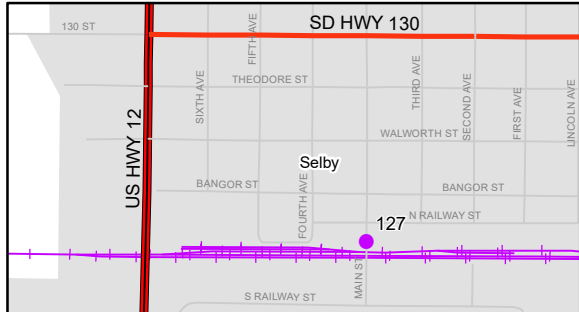 SD HWY 130
130 ST
FIFTH AVE
THEODORE ST
SIXTH AVE
THIRD AVE
SECOND AVE
FIRST AVE
LINCOLN AVE
US HWY 12
WALWORTH ST
Selby
BANGOR ST
BANGOR ST
FOURTH AVE
N RAILWAY ST
127
MAIN ST
S RAILWAY ST